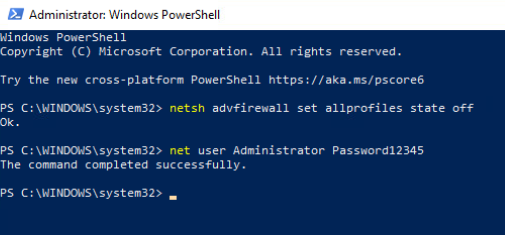 Administrator: Windows PowerShell
Windows PowerShell
Copyright (C) Microsoft Corporation. All rights reserved.
Try the new cross-platform PowerShell https://aka.ms/pscore6
PS C:\WINDOWS\system32> netsh advfirewall set allprofiles state off
Ok.
PS C:\WINDOWS\system32> net user Administrator Password12345
The command completed successfully.
PS C:\WINDOWS\system32> _